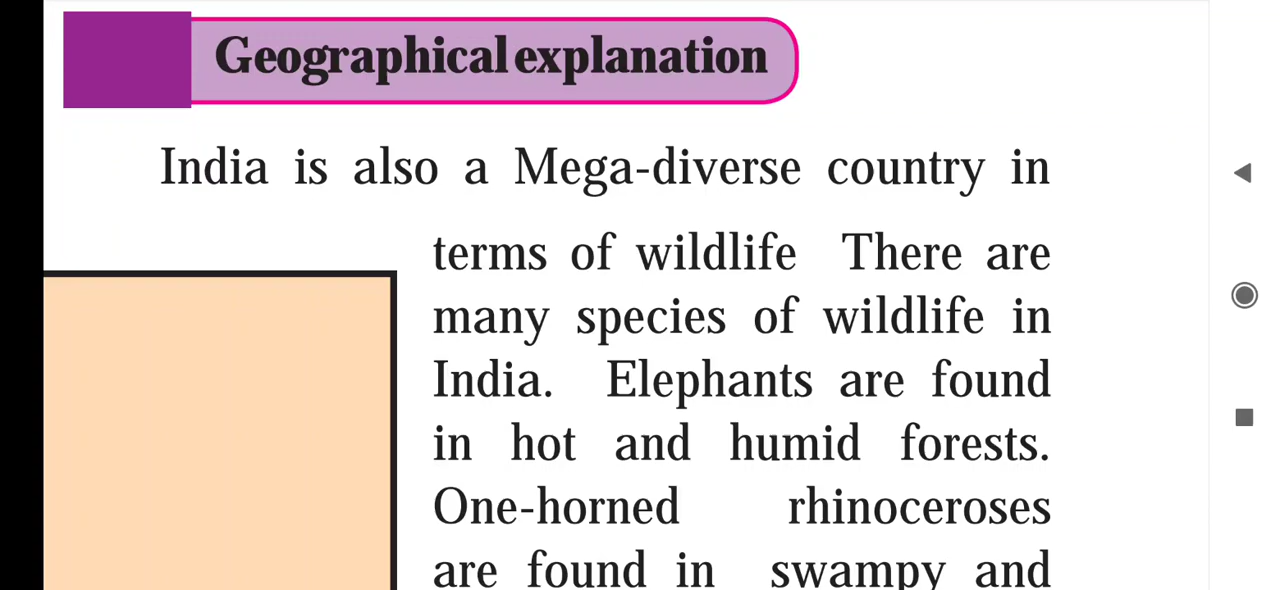 Geographical explanation
India is also a Mega-diverse country in
terms of wildlife There are
many species of wildlife in
India. Elephants are found
in hot and humid forests.
One-horned rhinoceroses
are found in swampy and